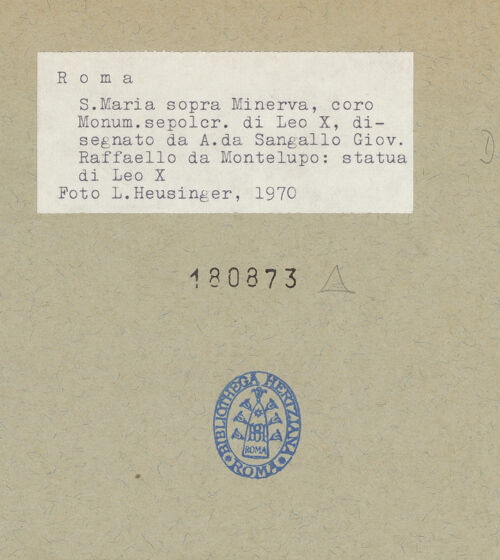 R o m a
S.Maria sopra Minerva, coro
Monum.sepolcr. di Leo X, di-
segnato da A.da Sangallo Giov.
Raffaello da Montelupo: statua
di Leo X
Foto L.Heusinger, 1970
180873
BIBLIOTHECA HERTZIANA
ROMA
ROMA